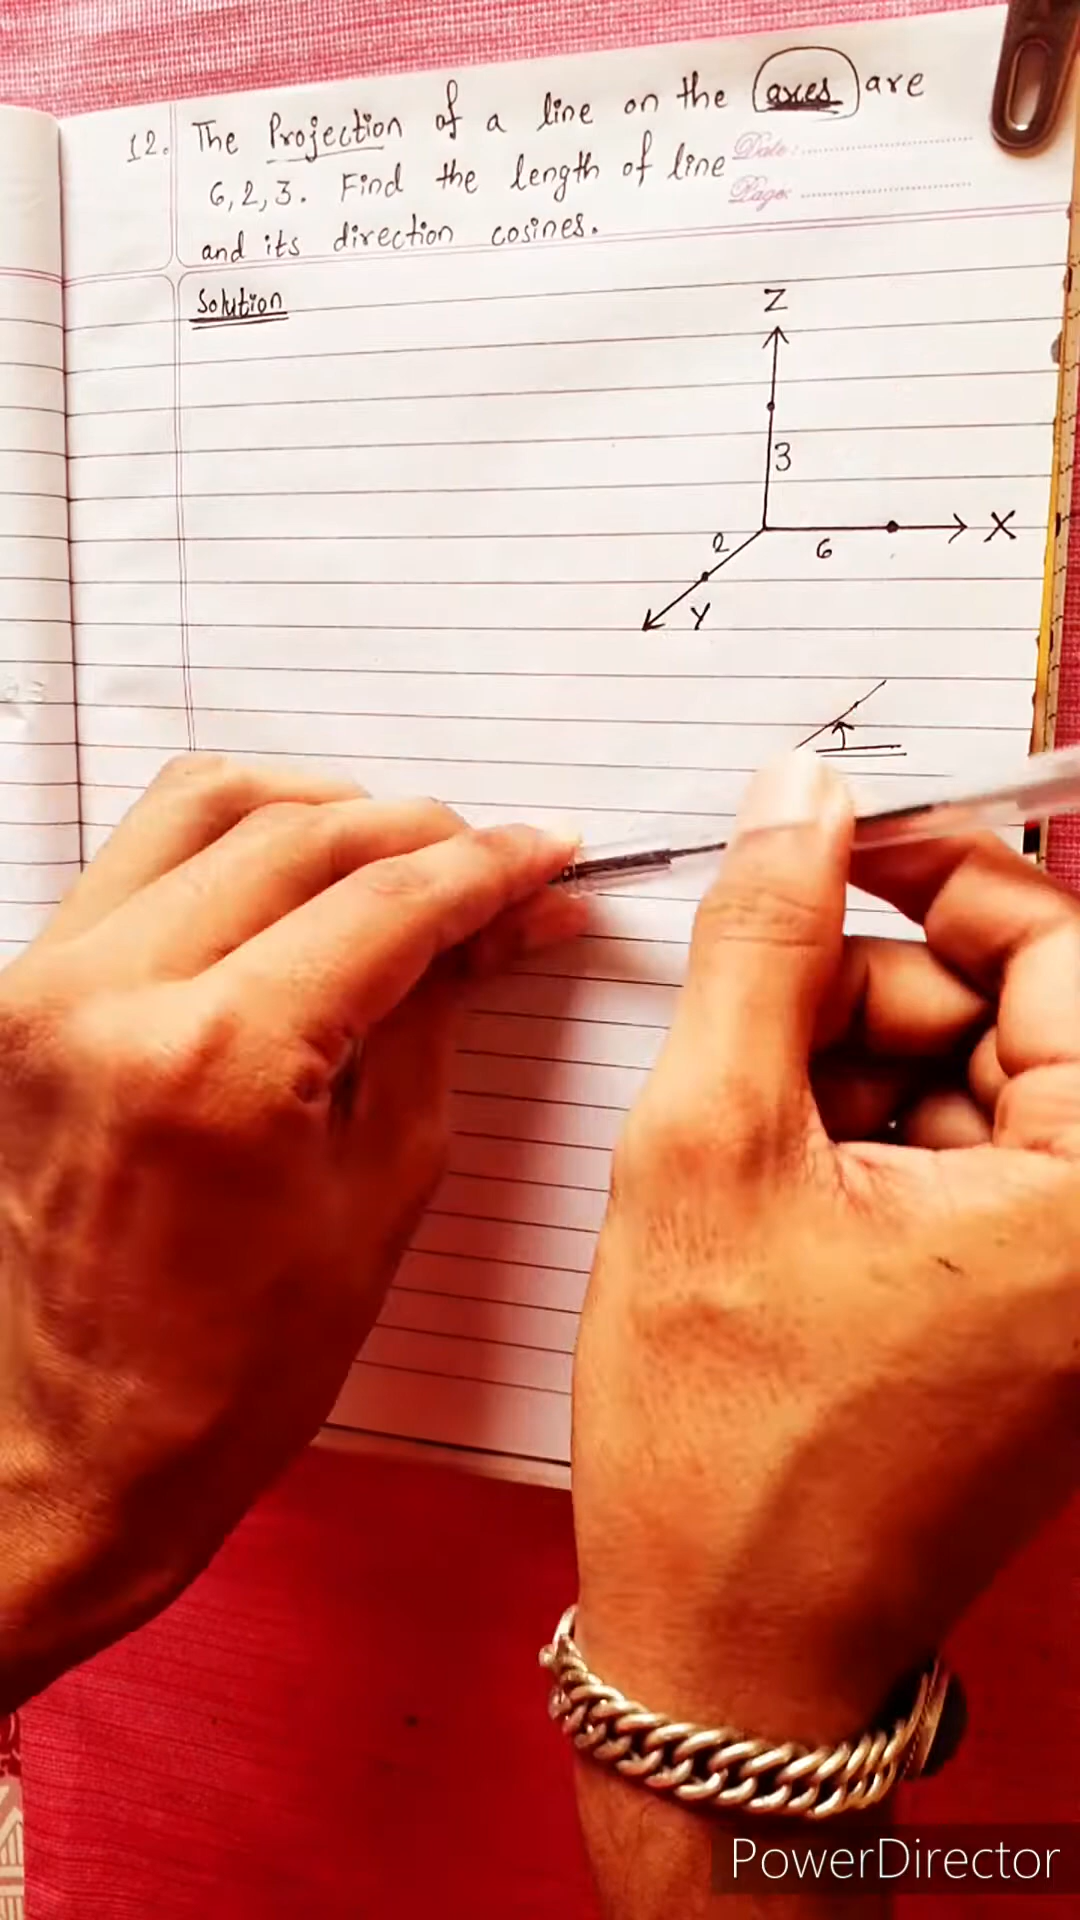 12. The Projection of a line on the axes are
Date:
6,2,3. Find the length of line
Page:
and its direction cosines.
Solution
Z
3
X
2
6
Y
PowerDirector